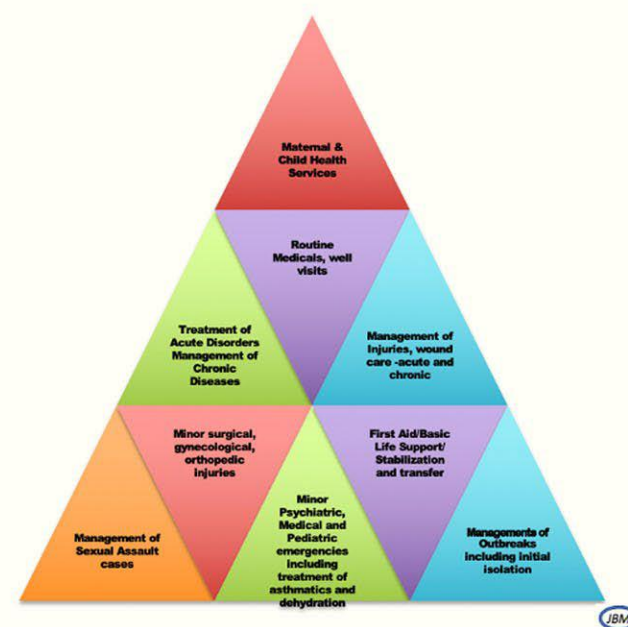 Maternal &
Child Health
Services
Routine
Medicals, well
visits
Treatment of
Acute Disorders
Management of
Chronic
Diseases
Management of
Injuries, wound
care -acute and
chronic
Minor surgical,
gynecological,
orthopedic
injuries
First Aid/Basic
Life Support/
Stabilization
and transfer
Management of
Sexual Assault
cases
Minor
Psychiatric,
Medical and
Pediatric
emergencies
including
treatment of
asthmatics and
dehydration
Managements of
Outbreaks
including initial
isolation
JBM